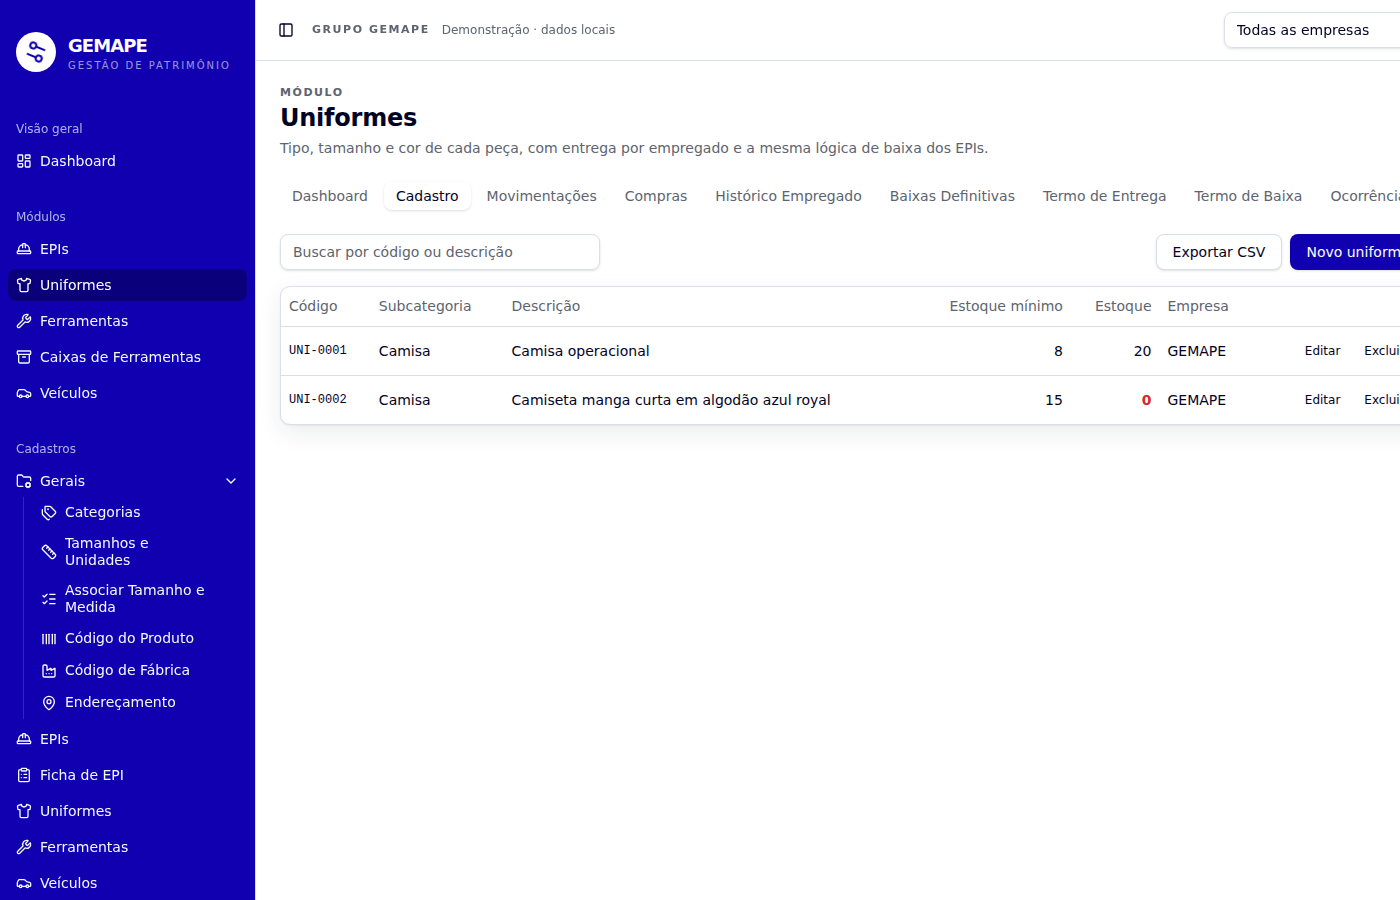 GEMAPE
GESTÃO DE PATRIMÔNIO
Visão geral
Dashboard
Módulos
EPIs
Uniformes
Ferramentas
Caixas de Ferramentas
Veículos
Cadastros
Gerais
Categorias
Tamanhos e
Unidades
Associar Tamanho e
Medida
Código do Produto
Código de Fábrica
Endereçamento
EPIs
Ficha de EPI
Uniformes
Ferramentas
Veículos
GRUPO GEMAPE Demonstração · dados locais Todas as empresas
MÓDULO
Uniformes
Tipo, tamanho e cor de cada peça, com entrega por empregado e a mesma lógica de baixa dos EPIs.
Dashboard Cadastro Movimentações Compras Histórico Empregado Baixas Definitivas Termo de Entrega Termo de Baixa Ocorrência
Buscar por código ou descrição Exportar CSV Novo uniform
Código Subcategoria Descrição Estoque mínimo Estoque Empresa
UNI-0001 Camisa Camisa operacional 8 20 GEMAPE Editar Exclui
UNI-0002 Camisa Camiseta manga curta em algodão azul royal 15 0 GEMAPE Editar Exclui